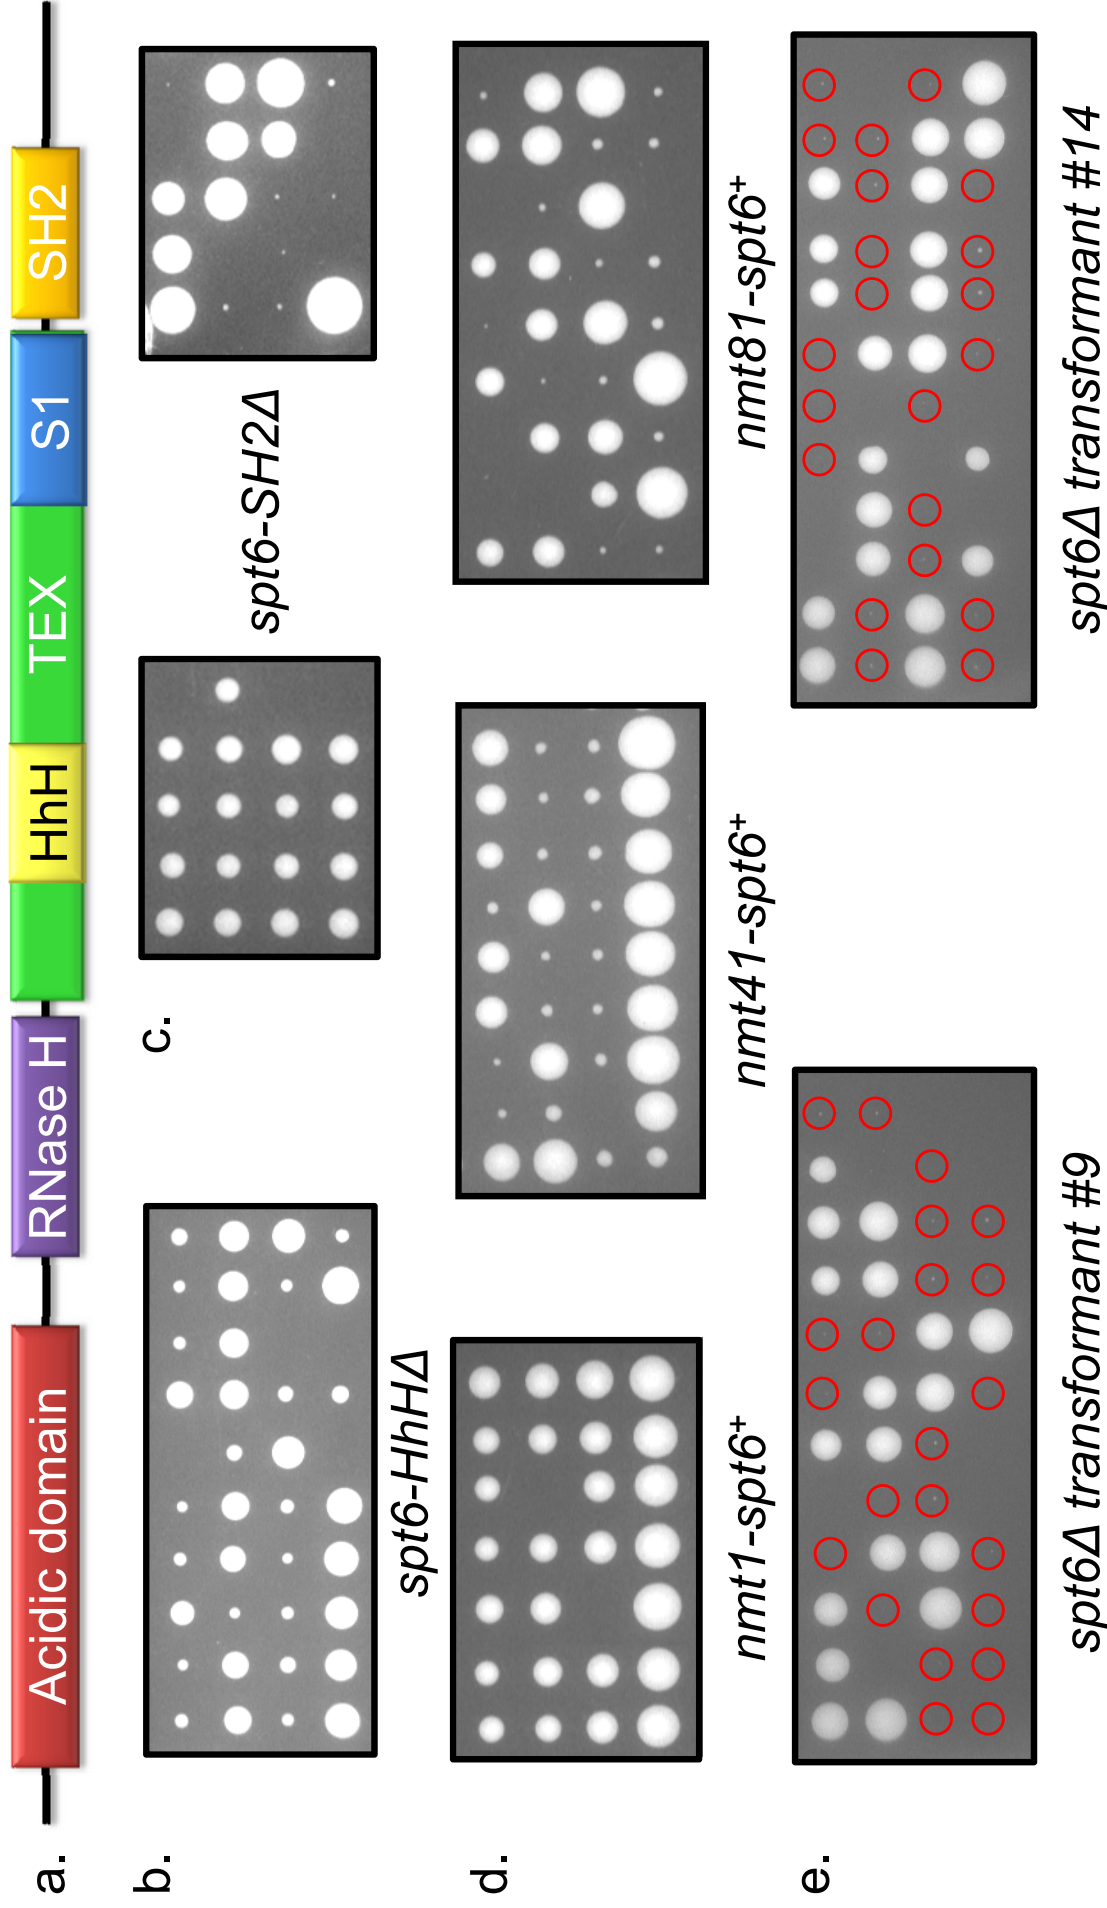 a.
Acidic domain
RNase H
HhH
TEX
S1
SH2
b.
spt6-HhHΔ
spt6-SH2Δ
c.
d.
nmt1-spt6⁺
nmt41-spt6⁺
nmt81-spt6⁺
e.
spt6Δ transformant #9
spt6Δ transformant #14